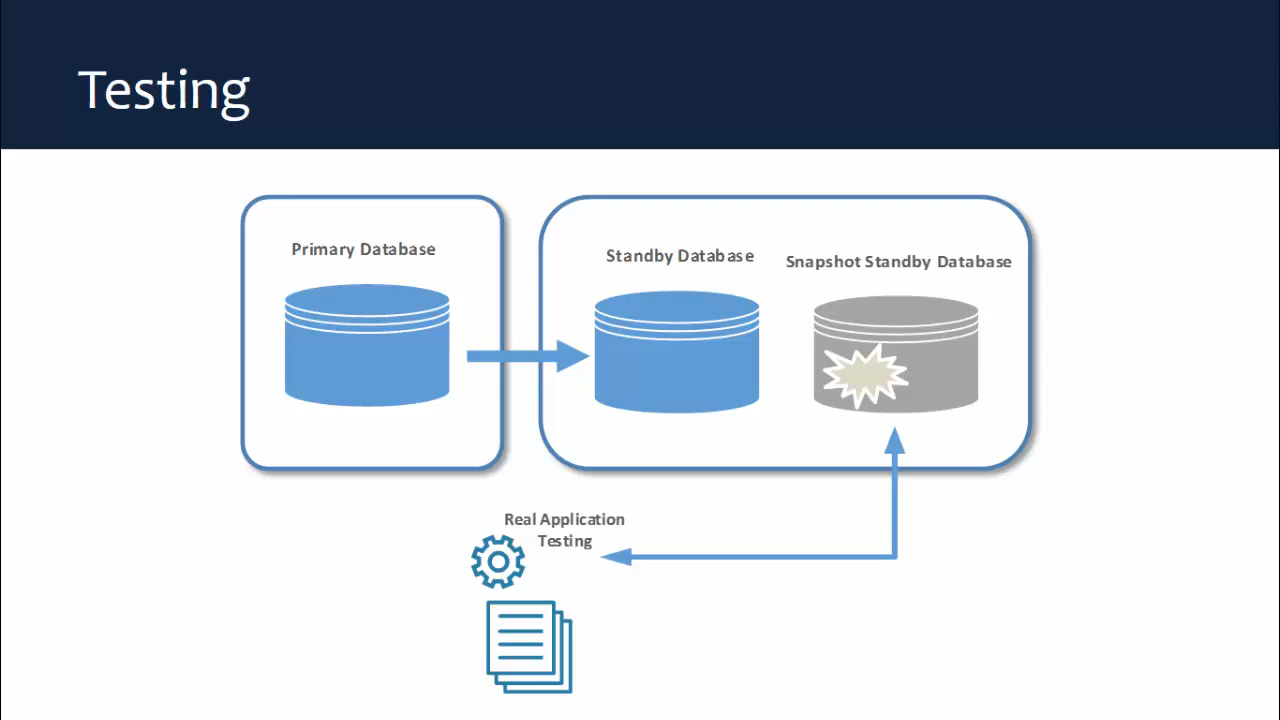 Testing
Primary Database
Standby Database
Snapshot Standby Database
Real Application
Testing